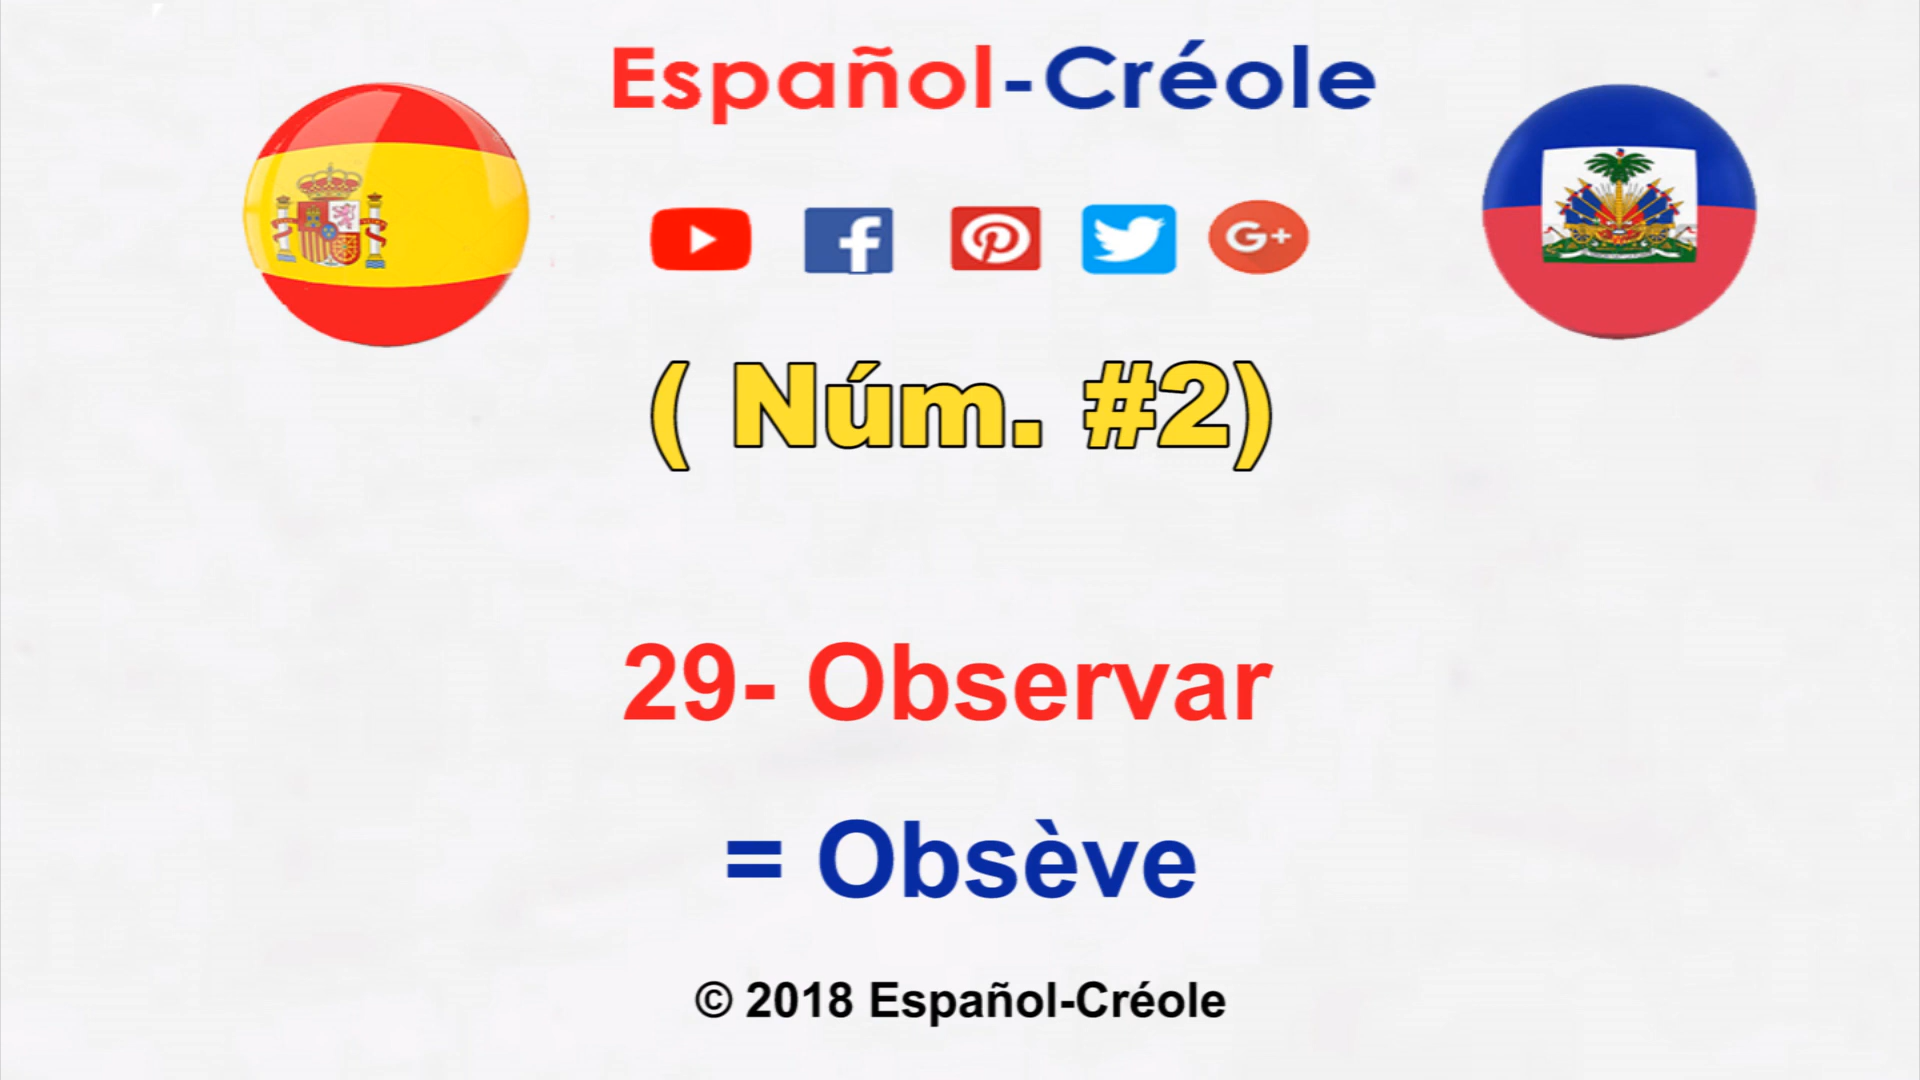 Español-Créole
G+
( Núm. #2)
29- Observar
= Obsève
© 2018 Español-Créole